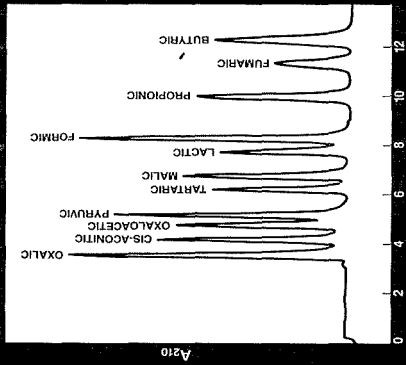 BUTYRIC
FUMARIC
PROPIONIC
FORMIC
LACTIC
MALIC
TARTARIC
PYRUVIC
OXALOACETIC
CIS-ACONITIC
OXALIC
A210
0
2
4
6
8
10
12